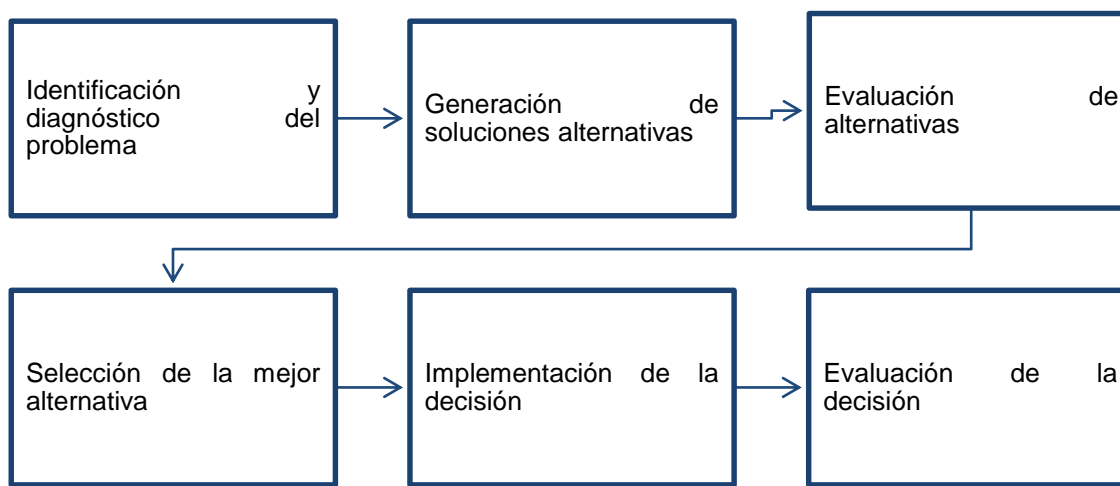 Identificación y
diagnóstico del
problema
Generación de
soluciones alternativas
Evaluación de
alternativas
Selección de la mejor
alternativa
Implementación de la
decisión
Evaluación de la
decisión